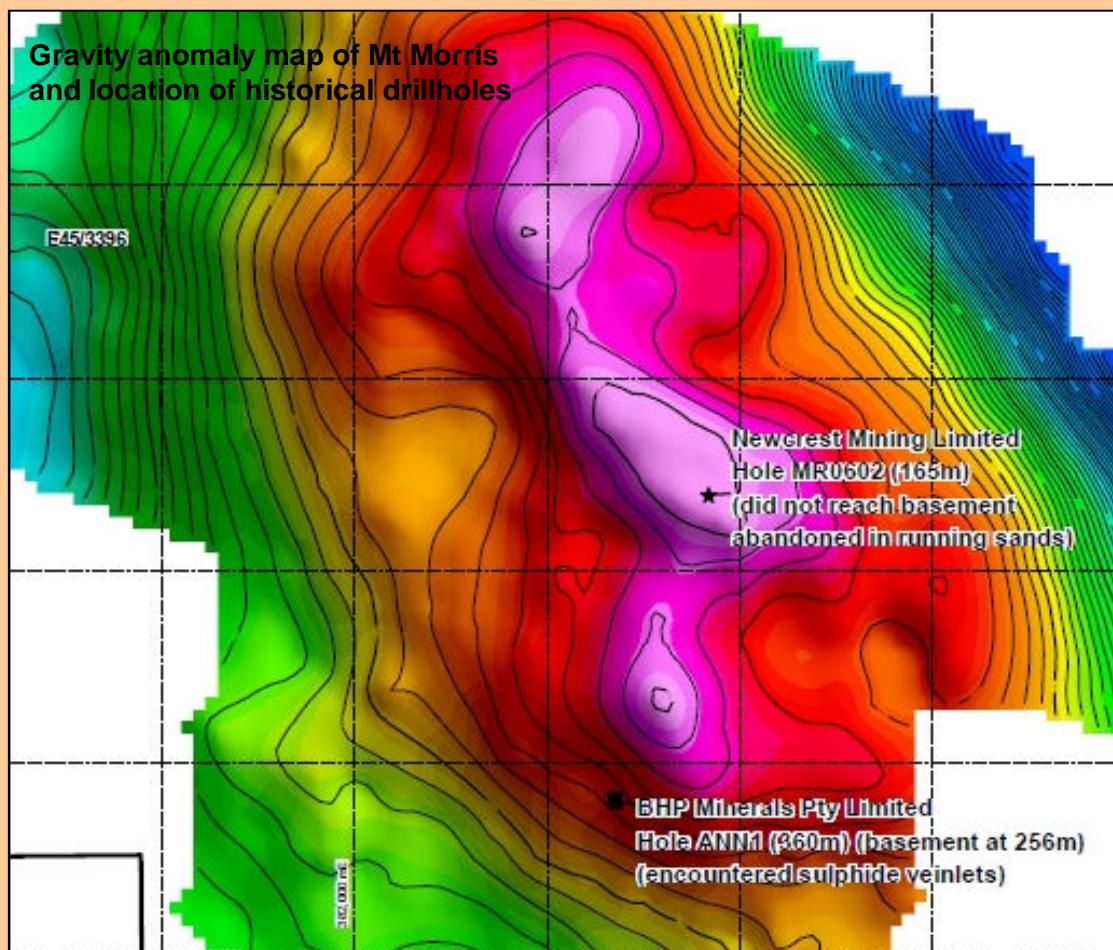 Gravity anomaly map of Mt Morris
and location of historical drillholes
E45/3396
Newcrest Mining Limited
Hole MR0602 (165m)
(did not reach basement
abandoned in running sands)
BHP Minerals Pty Limited
Hole ANN1 (360m) (basement at 256m)
(encountered sulphide veinlets)